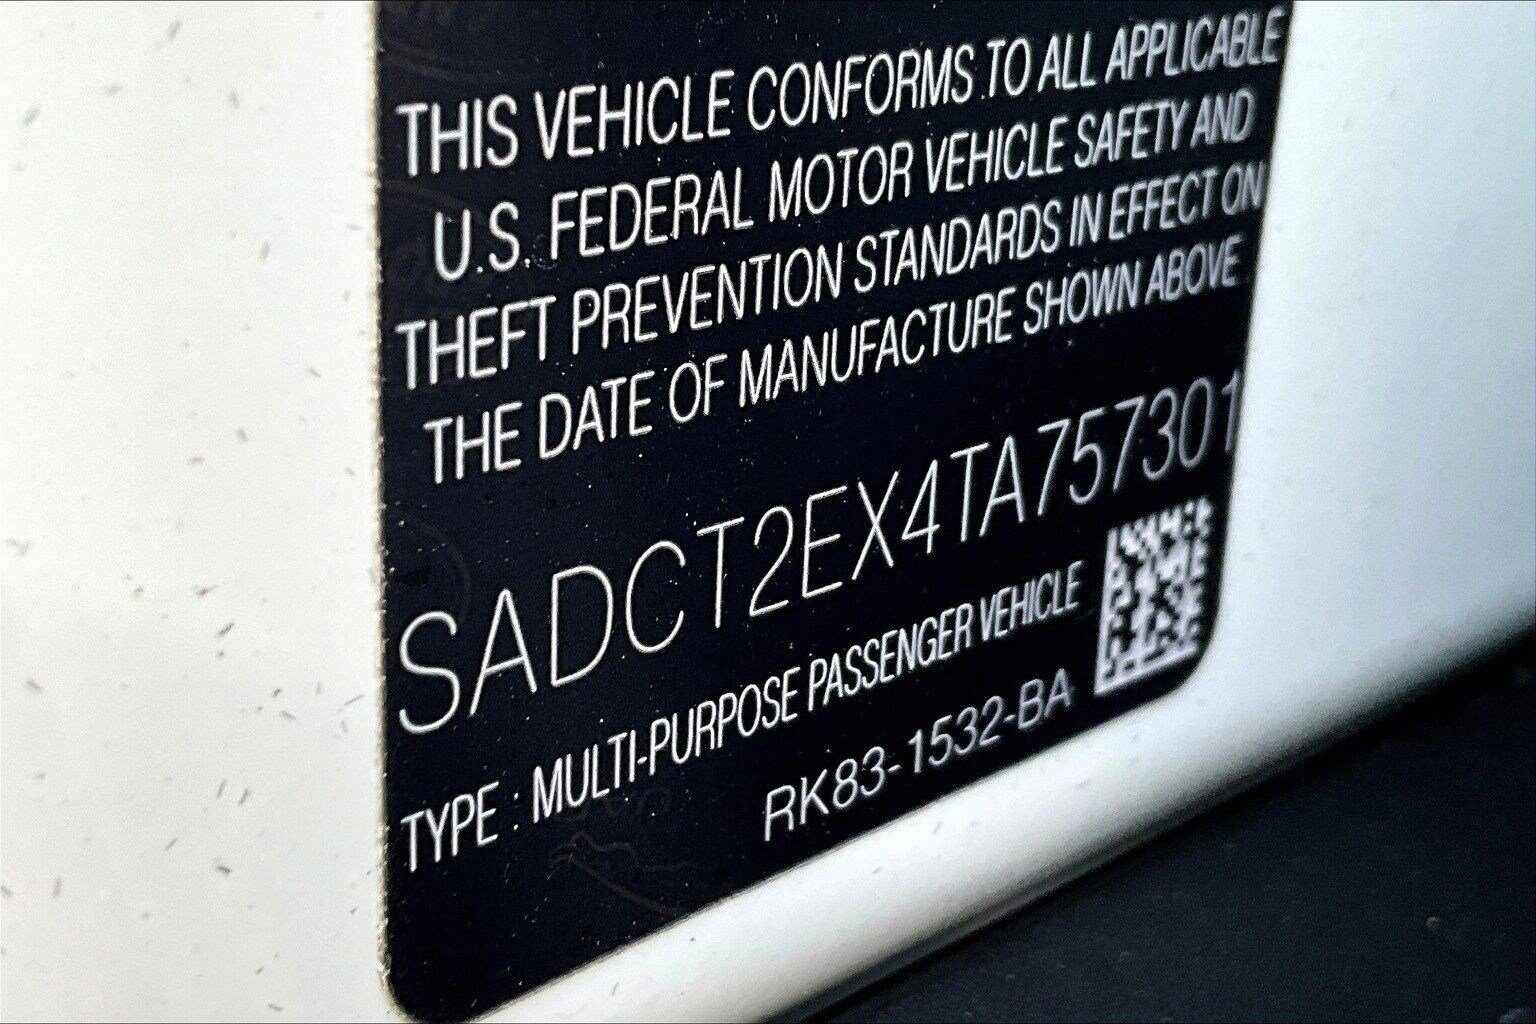 THIS VEHICLE CONFORMS TO ALL APPLICABLE
U.S. FEDERAL MOTOR VEHICLE SAFETY AND
THEFT PREVENTION STANDARDS IN EFFECT ON
THE DATE OF MANUFACTURE SHOWN ABOVE
SADCT2EX4TA757301
TYPE : MULTI-PURPOSE PASSENGER VEHICLE
RK83-1532-BA